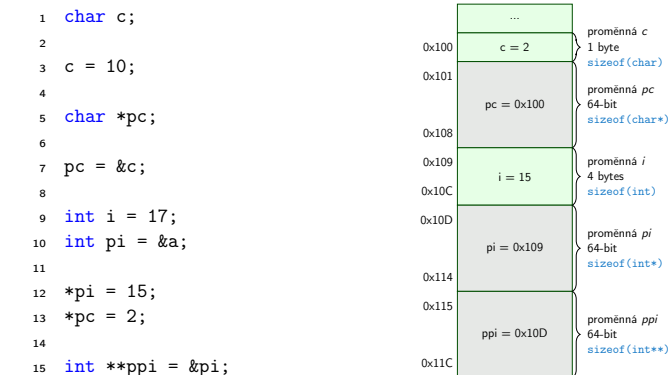 1 char c;
2
3 c = 10;
4
5 char *pc;
6
7 pc = &c;
8
9 int i = 17;
10 int pi = &a;
11
12 *pi = 15;
13 *pc = 2;
14
15 int **ppi = &pi;
...
0x100
c = 2
proměnná c
1 byte
sizeof(char)
0x101
pc = 0x100
0x108
proměnná pc
64-bit
sizeof(char*)
0x109
i = 15
0x10C
proměnná i
4 bytes
sizeof(int)
0x10D
pi = 0x109
0x114
proměnná pi
64-bit
sizeof(int*)
0x115
ppi = 0x10D
0x11C
proměnná ppi
64-bit
sizeof(int**)